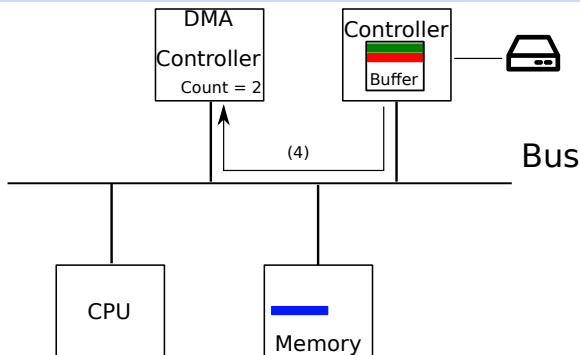 DMA
Controller
Count = 2
Controller
Buffer
(4)
Bus
CPU
Memory